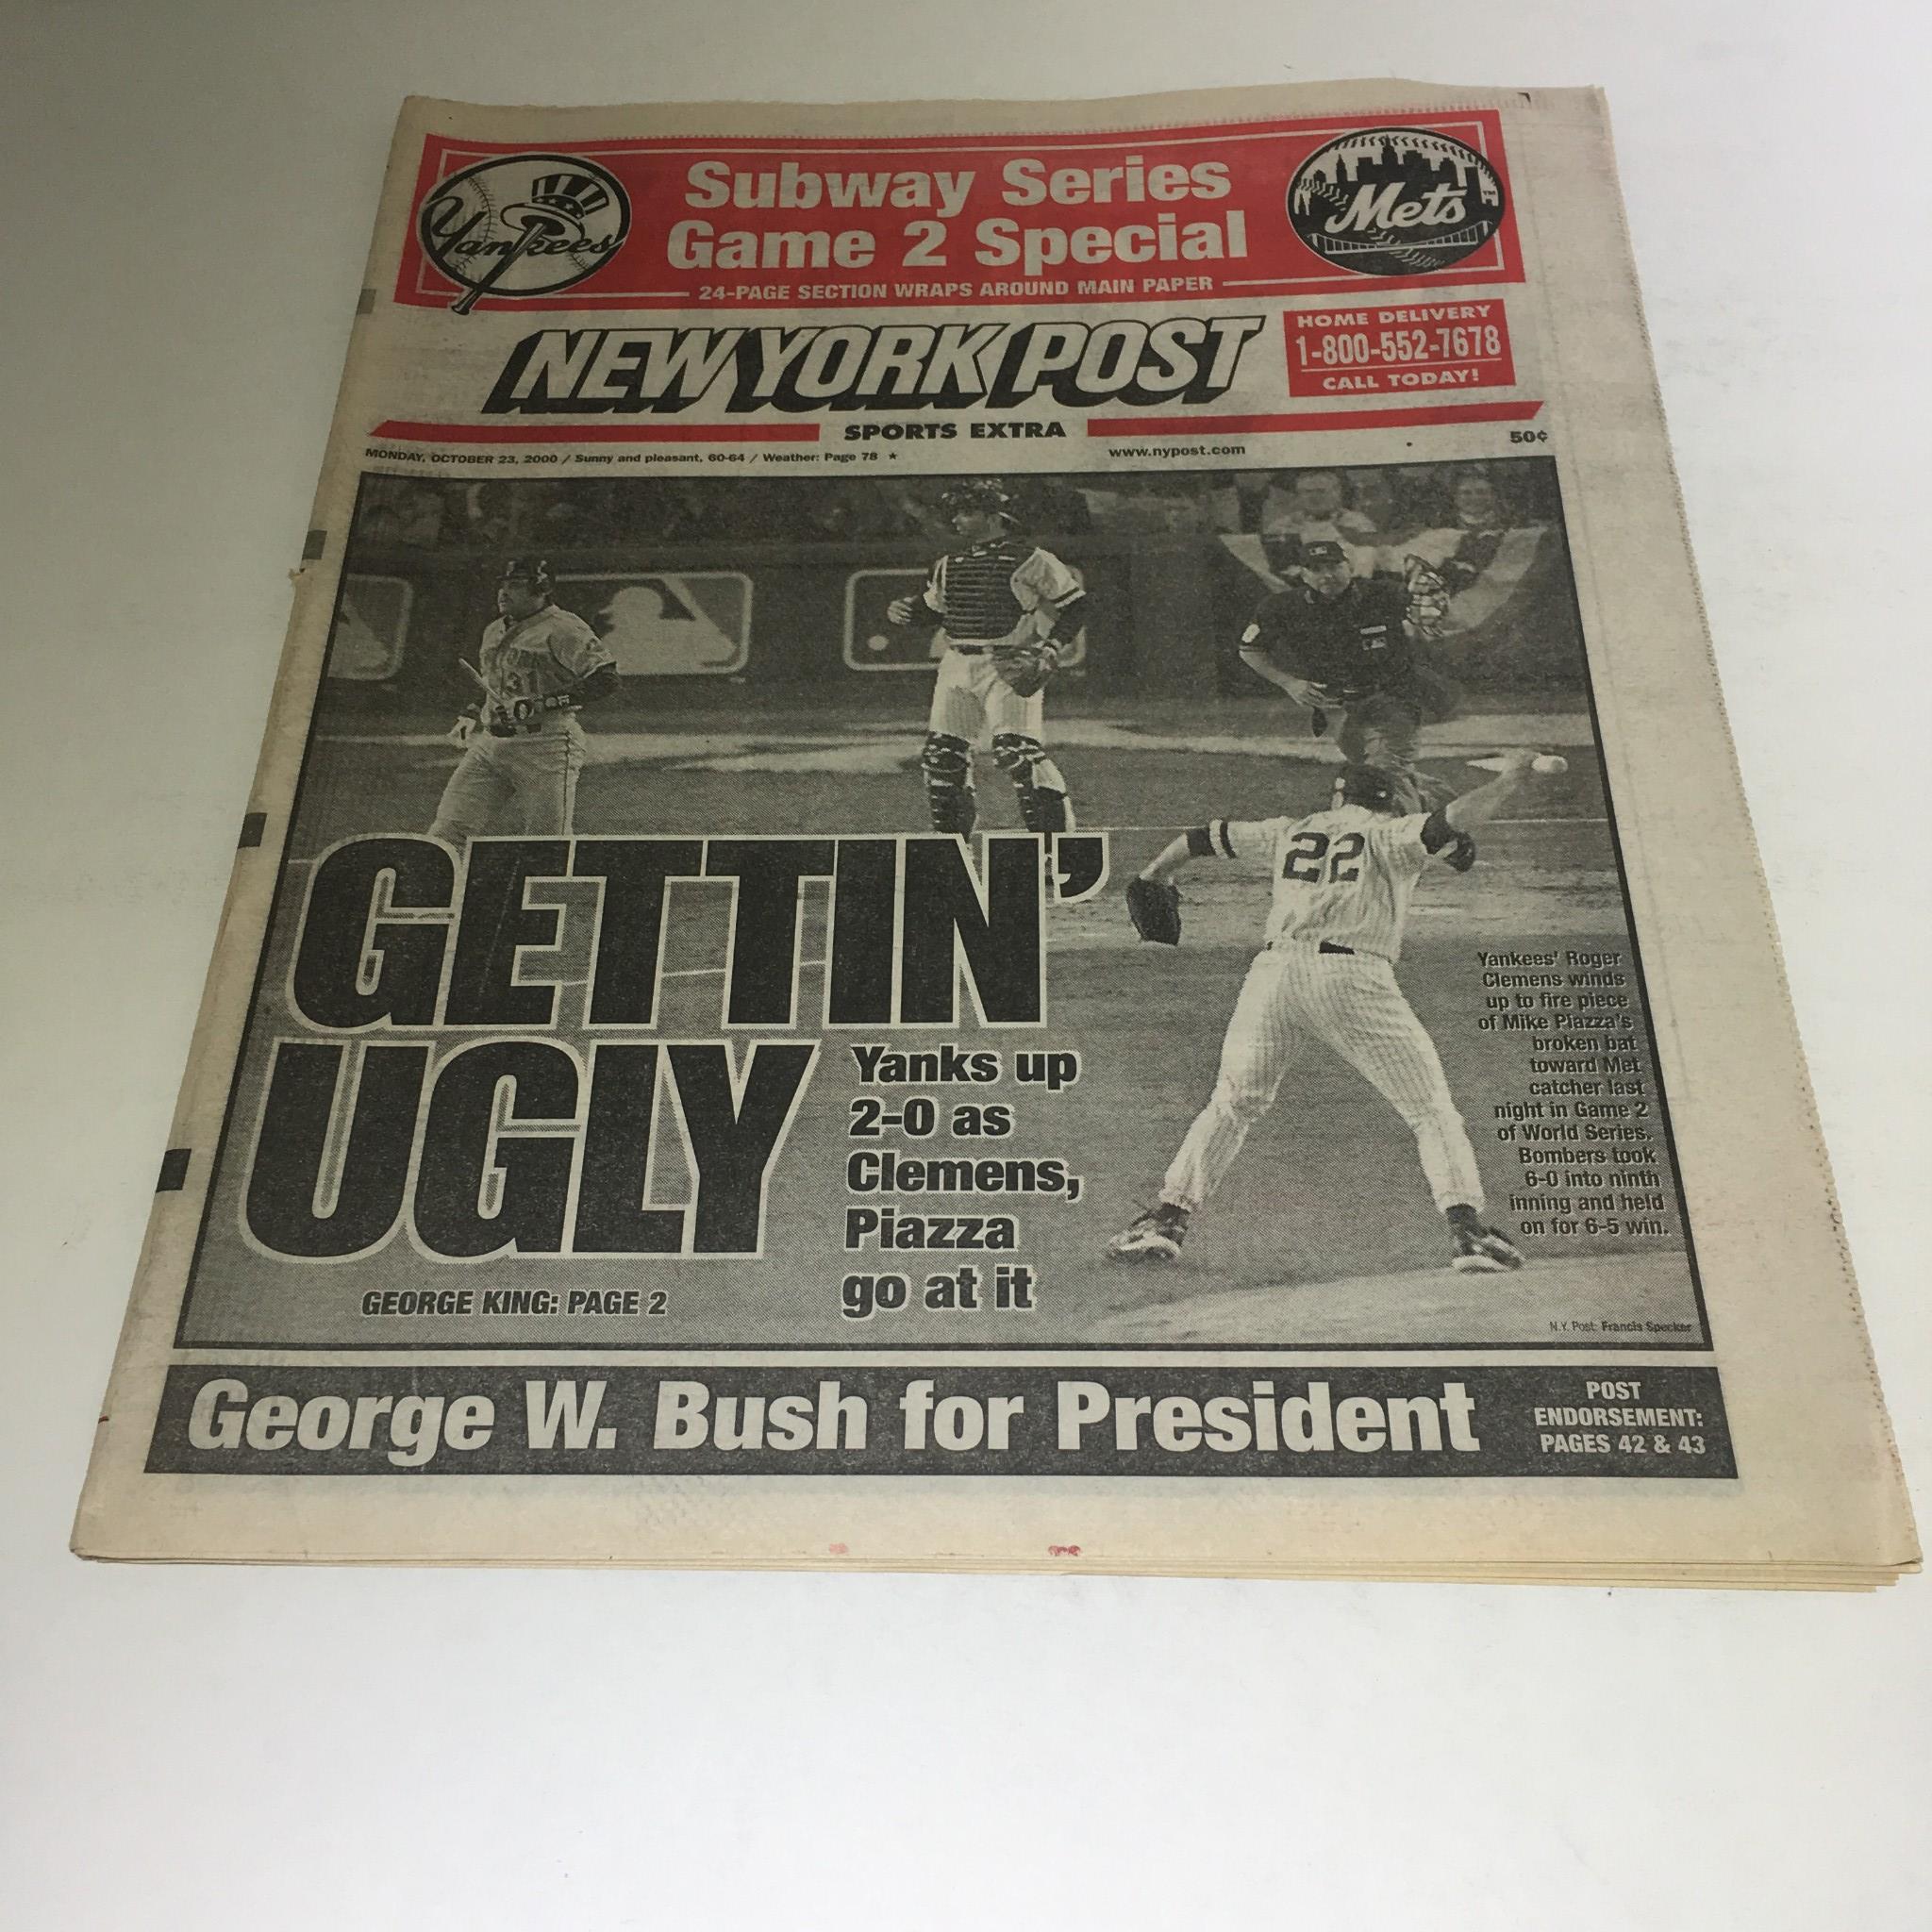 Yankees
Subway Series
Game 2 Special
24-PAGE SECTION WRAPS AROUND MAIN PAPER
Mets
NEW YORK POST
HOME DELIVERY
1-800-552-7678
CALL TODAY!
SPORTS EXTRA
MONDAY, OCTOBER 23, 2000 / Sunny and pleasant, 60-64 / Weather: Page 78 ★
www.nypost.com
50¢
31
22
GETTIN'
UGLY
Yanks up
2-0 as
Clemens,
Piazza
go at it
GEORGE KING: PAGE 2
Yankees' Roger
Clemens winds
up to fire piece
of Mike Piazza's
broken bat
toward Met
catcher last
night in Game 2
of World Series.
Bombers took
6-0 into ninth
inning and held
on for 6-5 win.
N.Y. Post: Francis Specker
George W. Bush for President
POST
ENDORSEMENT:
PAGES 42 & 43